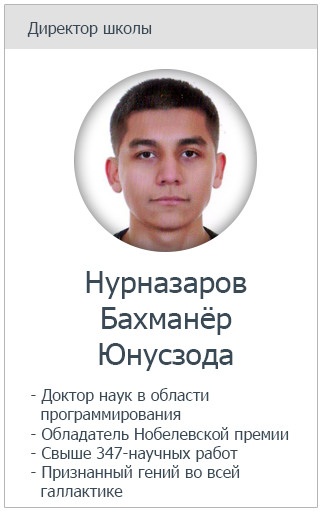 Директор школы
Нурназаров
Бахманёр
Юнусзода
- Доктор наук в области
программирования
- Обладатель Нобелевской премии
- Свыше 347-научных работ
- Признанный гений во всей
галлактике